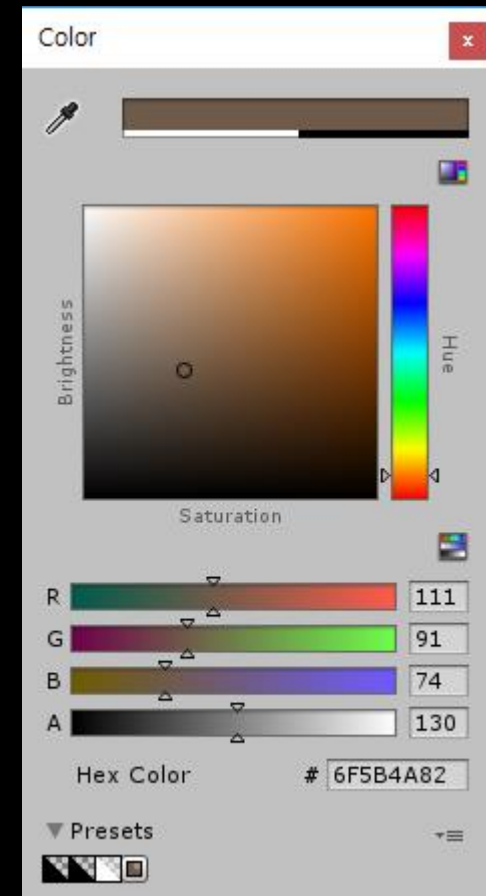 Color
x
Brightness
Hue
Saturation
R 111
G 91
B 74
A 130
Hex Color # 6F5B4A82
Presets